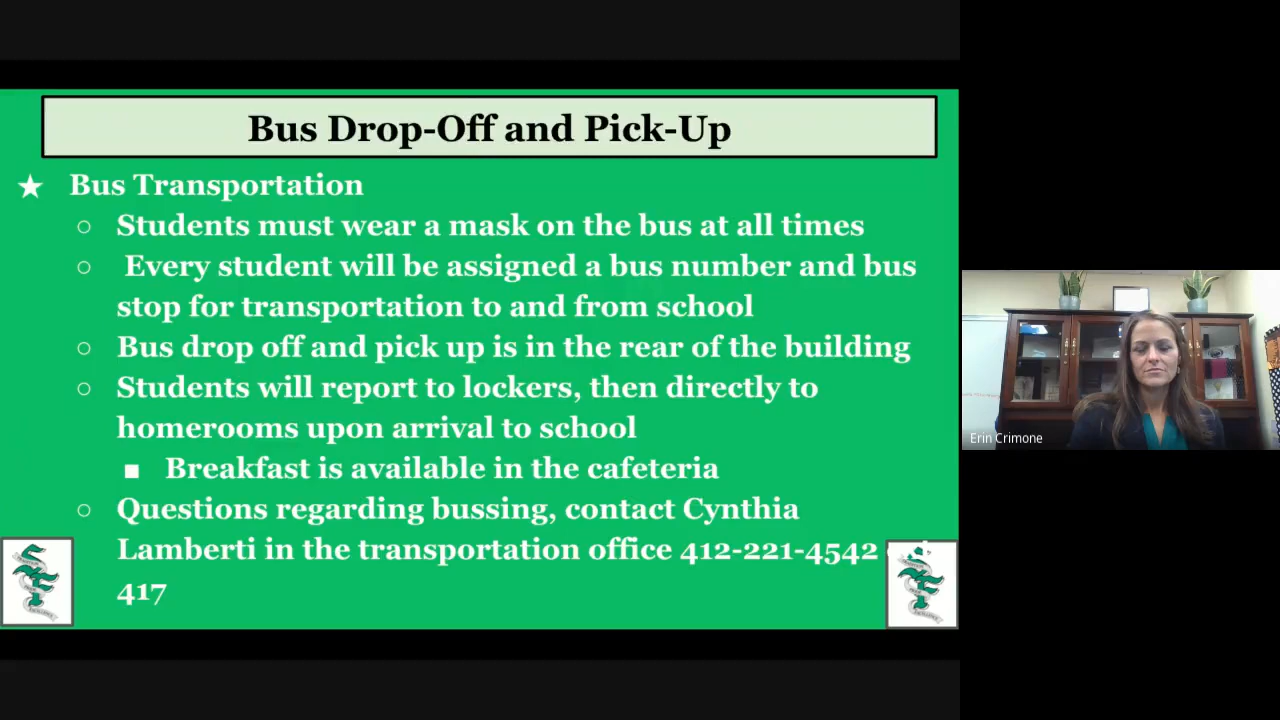 Bus Drop-Off and Pick-Up
★ Bus Transportation
○ Students must wear a mask on the bus at all times
○ Every student will be assigned a bus number and bus
stop for transportation to and from school
○ Bus drop off and pick up is in the rear of the building
○ Students will report to lockers, then directly to
homerooms upon arrival to school
■ Breakfast is available in the cafeteria
○ Questions regarding bussing, contact Cynthia
Lamberti in the transportation office 412-221-4542
417
Erin Crimone